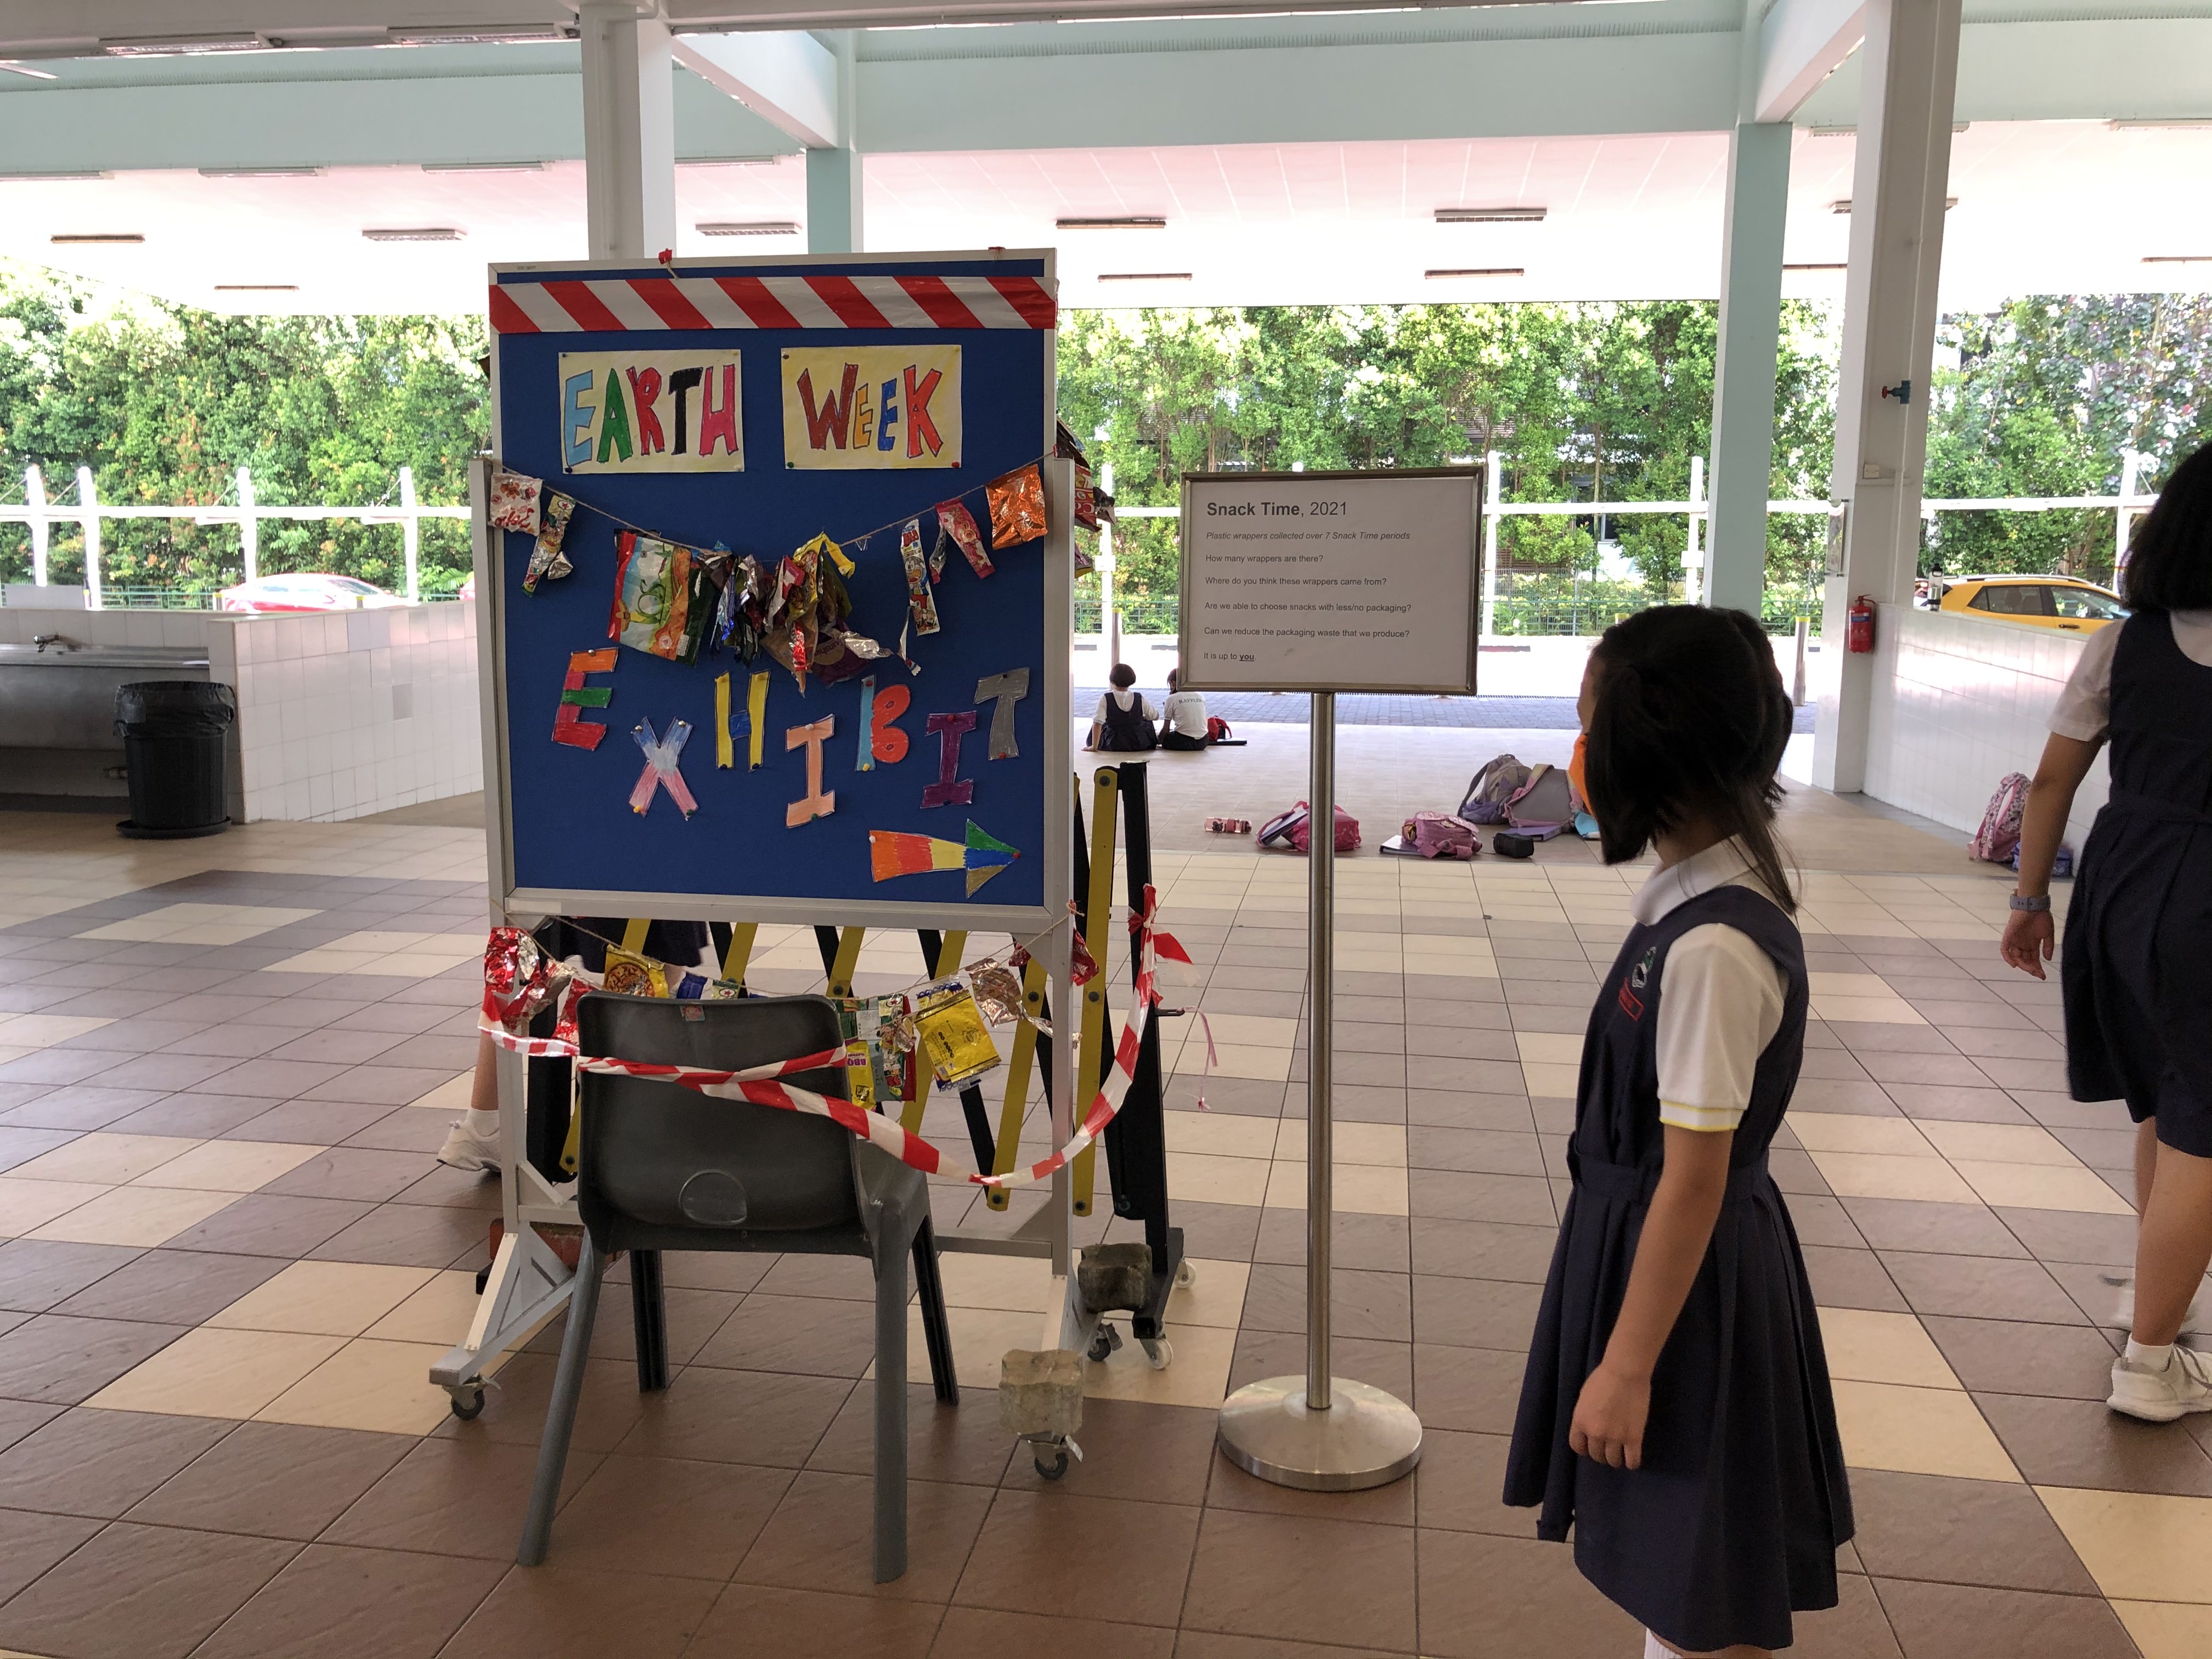 EARTH WEEK
EXHIBIT
Snack Time, 2021
Plastic wrappers collected over 7 Snack Time periods
How many wrappers are there?
Where do you think these wrappers came from?
Are we able to choose snacks with less/no packaging?
Can we reduce the packaging waste that we produce?
It is up to you.
BBQ